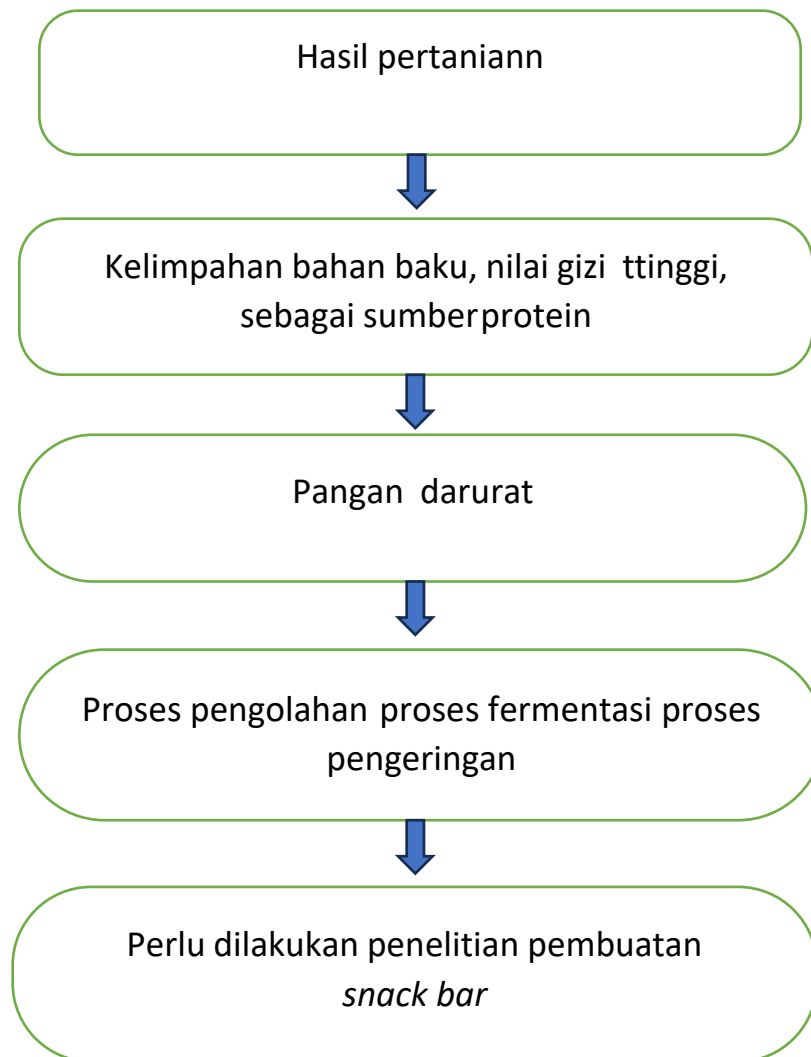 Hasil pertaniann
Kelimpahan bahan baku, nilai gizi ttinggi,
sebagai sumberprotein
Pangan darurat
Proses pengolahan proses fermentasi proses
pengeringan
Perlu dilakukan penelitian pembuatan
snack bar